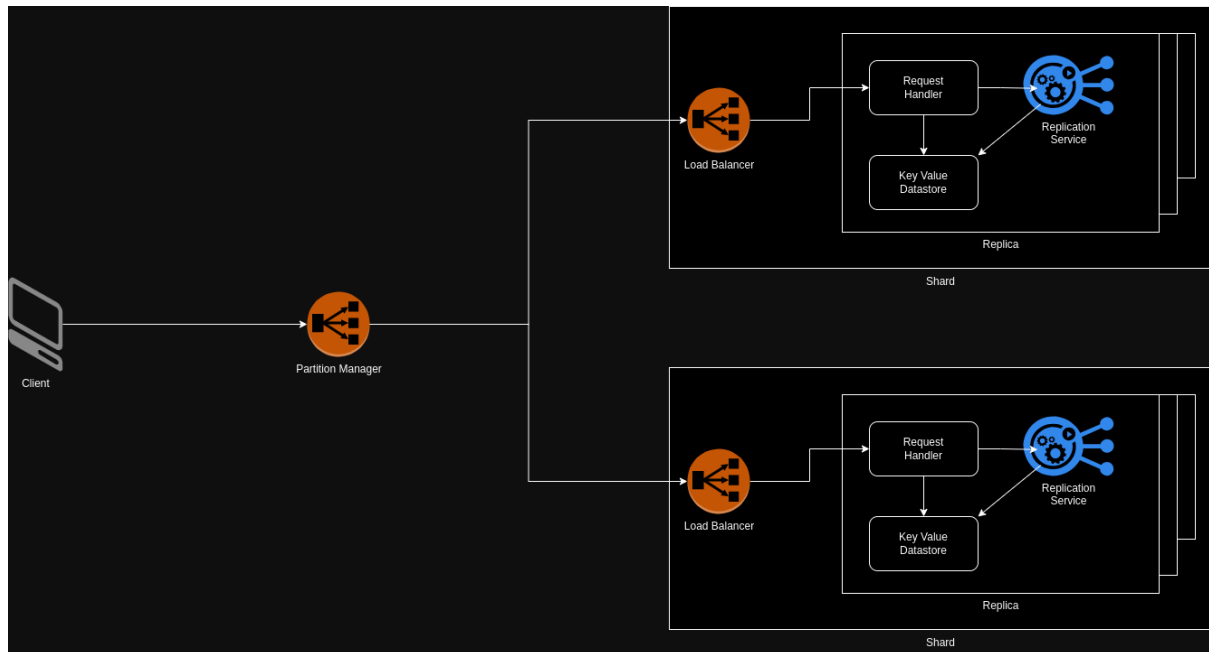 Request
Handler
Replication
Service
Load Balancer
Key Value
Datastore
Replica
Shard
Client
Partition Manager
Request
Handler
Replication
Service
Load Balancer
Key Value
Datastore
Replica
Shard